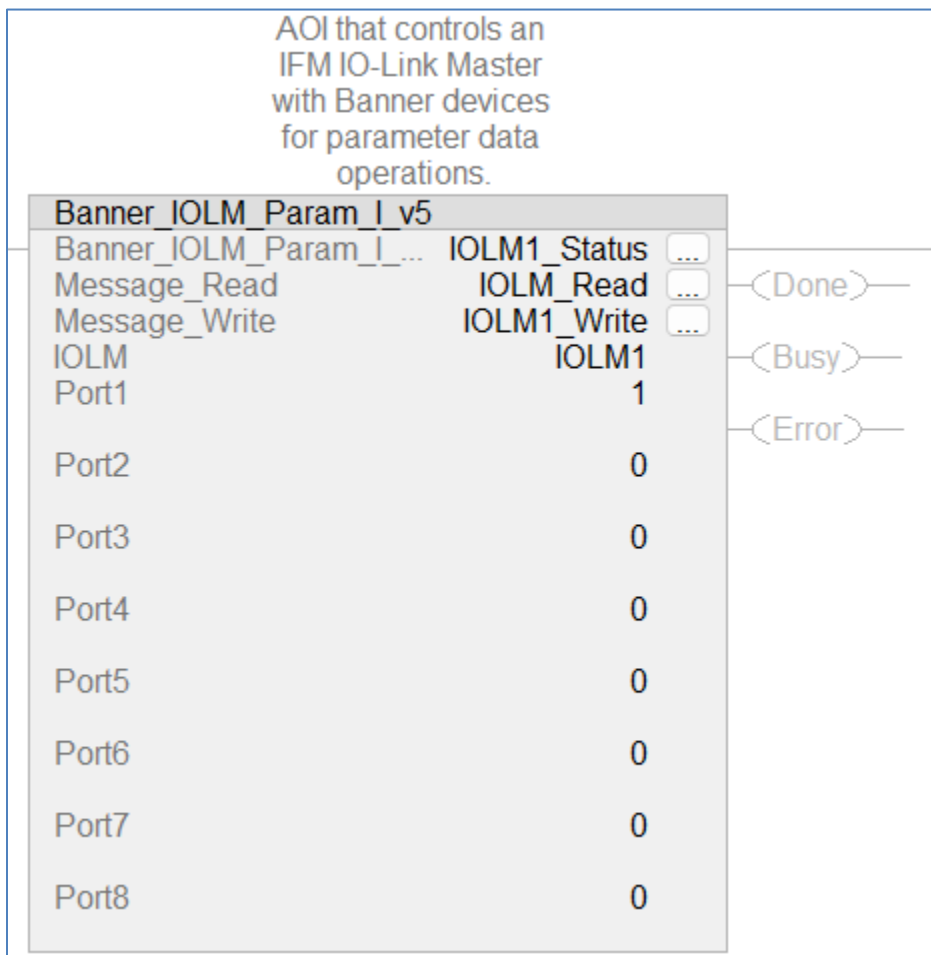 AOI that controls an
IFM IO-Link Master
with Banner devices
for parameter data
operations.
Banner_IOLM_Param_I_v5
Banner_IOLM_Param_I_... IOLM1_Status ...
Message_Read IOLM_Read ... (Done)
Message_Write IOLM1_Write ...
IOLM IOLM1 (Busy)
Port1 1
(Error)
Port2 0
Port3 0
Port4 0
Port5 0
Port6 0
Port7 0
Port8 0